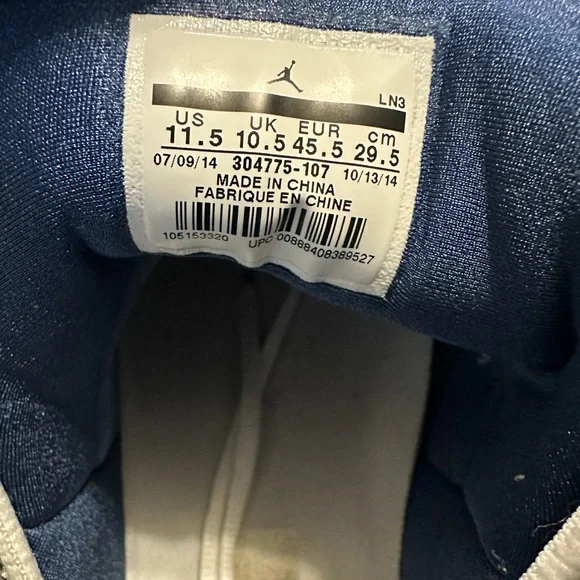 LN3
US UK EUR cm
11.5 10.5 45.5 29.5
07/09/14 304775-107 10/13/14
MADE IN CHINA
FABRIQUE EN CHINE
105153320 UPC 00888408389527